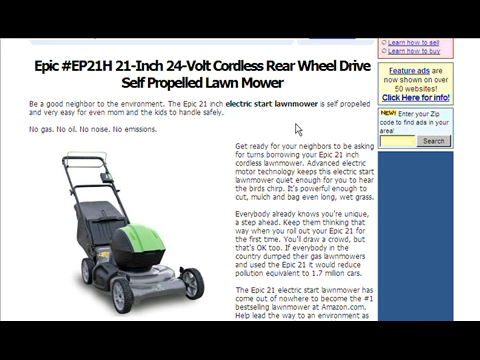 Learn how to sell
Learn how to buy
Epic #EP21H 21-Inch 24-Volt Cordless Rear Wheel Drive
Self Propelled Lawn Mower
Be a good neighbor to the environment. The Epic 21 inch electric start lawnmower is self propelled
and very easy for even mom and the kids to handle safely.
No gas. No oil. No noise. No emissions.
Get ready for your neighbors to be asking
for turns borrowing your Epic 21 inch
cordless lawnmower. Advanced electric
motor technology keeps this electric start
lawnmower quiet enough for you to hear
the birds chirp. It's powerful enough to
cut, mulch and bag even long, wet grass.
Everybody already knows you're unique,
a step ahead. Keep them thinking that
way when you roll out your Epic 21 for
the first time. You'll draw a crowd, but
that's OK too. If everybody in the
country dumped their gas lawnmowers
and used the Epic 21 it would reduce
pollution equivalent to 1.7 milion cars.
The Epic 21 electric start lawnmower has
come out of nowhere to become the #1
bestselling lawnmower at Amazon.com.
Help lead the way to an environment as
Feature ads are
now shown on over
50 websites!
Click Here for info!
NEW! Enter your Zip
code to find ads in your
area!
Search